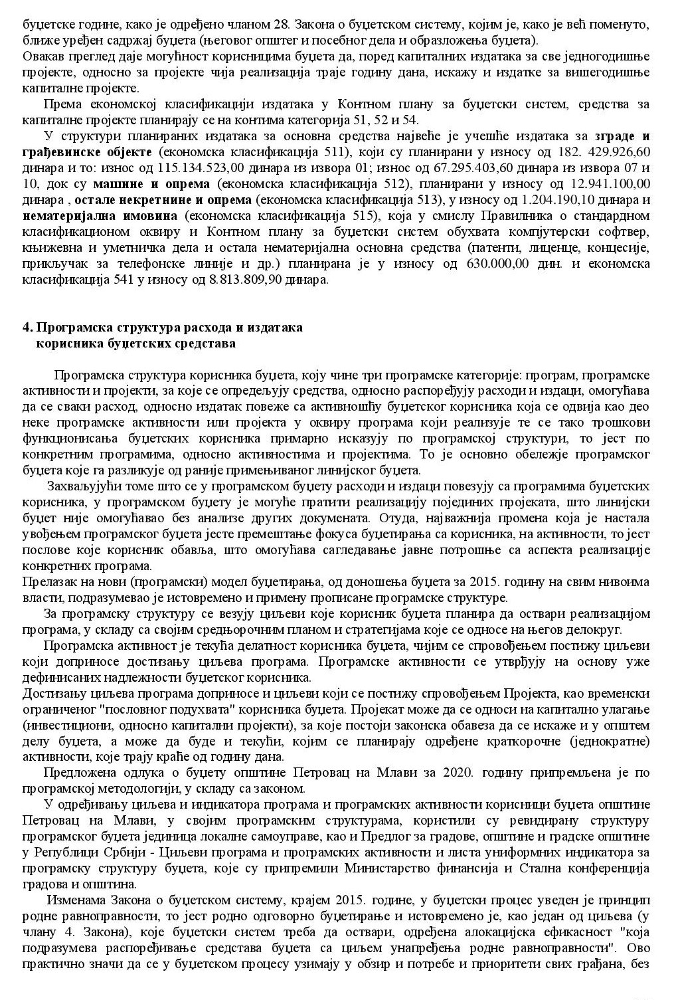 буџетске године, како је одређено чланом 28. Закона о буџетском систему, којим је, како је већ поменуто,
ближе уређен садржај буџета (његовог општег и посебног дела и образложења буџета).
Овакав преглед даје могућност корисницима буџета да, поред капиталних издатака за све једногодишње
пројекте, односно за пројекте чија реализација траје годину дана, искажу и издатке за вишегодишње
капиталне пројекте.
Према економској класификацији издатака у Контном плану за буџетски систем, средства за
капиталне пројекте планирају се на контима категорија 51, 52 и 54.
У структури планираних издатака за основна средства највеће је учешће издатака за зграде и
грађевинске објекте (економска класификација 511), који су планирани у износу од 182. 429.926,60
динара и то: износ од 115.134.523,00 динара из извора 01; износ од 67.295.403,60 динара из извора 07 и
10, док су машине и опрема (економска класификација 512), планирани у износу од 12.941.100,00
динара , остале некретнине и опрема (економска класификација 513), у износу од 1.204.190,10 динара и
нематеријална имовина (економска класификација 515), која у смислу Правилника о стандардном
класификационом оквиру и Контном плану за буџетски систем обухвата компјутерски софтвер,
књижевна и уметничка дела и остала нематеријална основна средства (патенти, лиценце, концесије,
прикључак за телефонске линије и др.) планирана је у износу од 630.000,00 дин. и економска
класификација 541 у износу од 8.813.809,90 динара.
4. Програмска структура расхода и издатака
корисника буџетских средстава
Програмска структура корисника буџета, коју чине три програмске категорије: програм, програмске
активности и пројекти, за које се опредељују средства, односно распоређују расходи и издаци, омогућава
да се сваки расход, односно издатак повеже са активношћу буџетског корисника која се одвија као део
неке програмске активности или пројекта у оквиру програма који реализује те се тако трошкови
функционисања буџетских корисника примарно исказују по програмској структури, то јест по
конкретним програмима, односно активностима и пројектима. То је основно обележје програмског
буџета које га разликује од раније примењиваног линијског буџета.
Захваљујући томе што се у програмском буџету расходи и издаци повезују са програмима буџетских
корисника, у програмском буџету је могуће пратити реализацију појединих пројеката, што линијски
буџет није омогућавао без анализе других докумената. Отуда, најважнија промена која је настала
увођењем програмског буџета јесте премештање фокуса буџетирања са корисника, на активности, то јест
послове које корисник обавља, што омогућава сагледавање јавне потрошње са аспекта реализације
конкретних програма.
Прелазак на нови (програмски) модел буџетирања, од доношења буџета за 2015. годину на свим нивоима
власти, подразумевао је истовремено и примену прописане програмске структуре.
За програмску структуру се везују циљеви које корисник буџета планира да оствари реализацијом
програма, у складу са својим средњорочним планом и стратегијама које се односе на његов делокруг.
Програмска активност је текућа делатност корисника буџета, чијим се спровођењем постижу циљеви
који доприносе достизању циљева програма. Програмске активности се утврђују на основу уже
дефинисаних надлежности буџетског корисника.
Достизању циљева програма доприносе и циљеви који се постижу спровођењем Пројекта, као временски
ограниченог "пословног подухвата" корисника буџета. Пројекат може да се односи на капитално улагање
(инвестициони, односно капитални пројекти), за које постоји законска обавеза да се искаже и у општем
делу буџета, а може да буде и текући, којим се планирају одређене краткорочне (једнократне)
активности, које трају краће од годину дана.
Предложена одлука о буџету општине Петровац на Млави за 2020. годину припремљена је по
програмској методологији, у складу са законом.
У одређивању циљева и индикатора програма и програмских активности корисници буџета општине
Петровац на Млави, у својим програмским структурама, користили су ревидирану структуру
програмског буџета јединица локалне самоуправе, као и Предлог за градове, општине и градске општине
у Републици Србији - Циљеви програма и програмских активности и листа униформних индикатора за
програмску структуру буџета, које су припремили Министарство финансија и Стална конференција
градова и општина.
Изменама Закона о буџетском систему, крајем 2015. године, у буџетски процес уведен је принцип
родне равноправности, то јест родно одговорно буџетирање и истовремено је, као један од циљева (у
члану 4. Закона), које буџетски систем треба да оствари, одређена алокацијска ефикасност "која
подразумева распоређивање средстава буџета са циљем унапређења родне равноправности". Ово
практично значи да се у буџетском процесу узимају у обзир и потребе и приоритети свих грађана, без